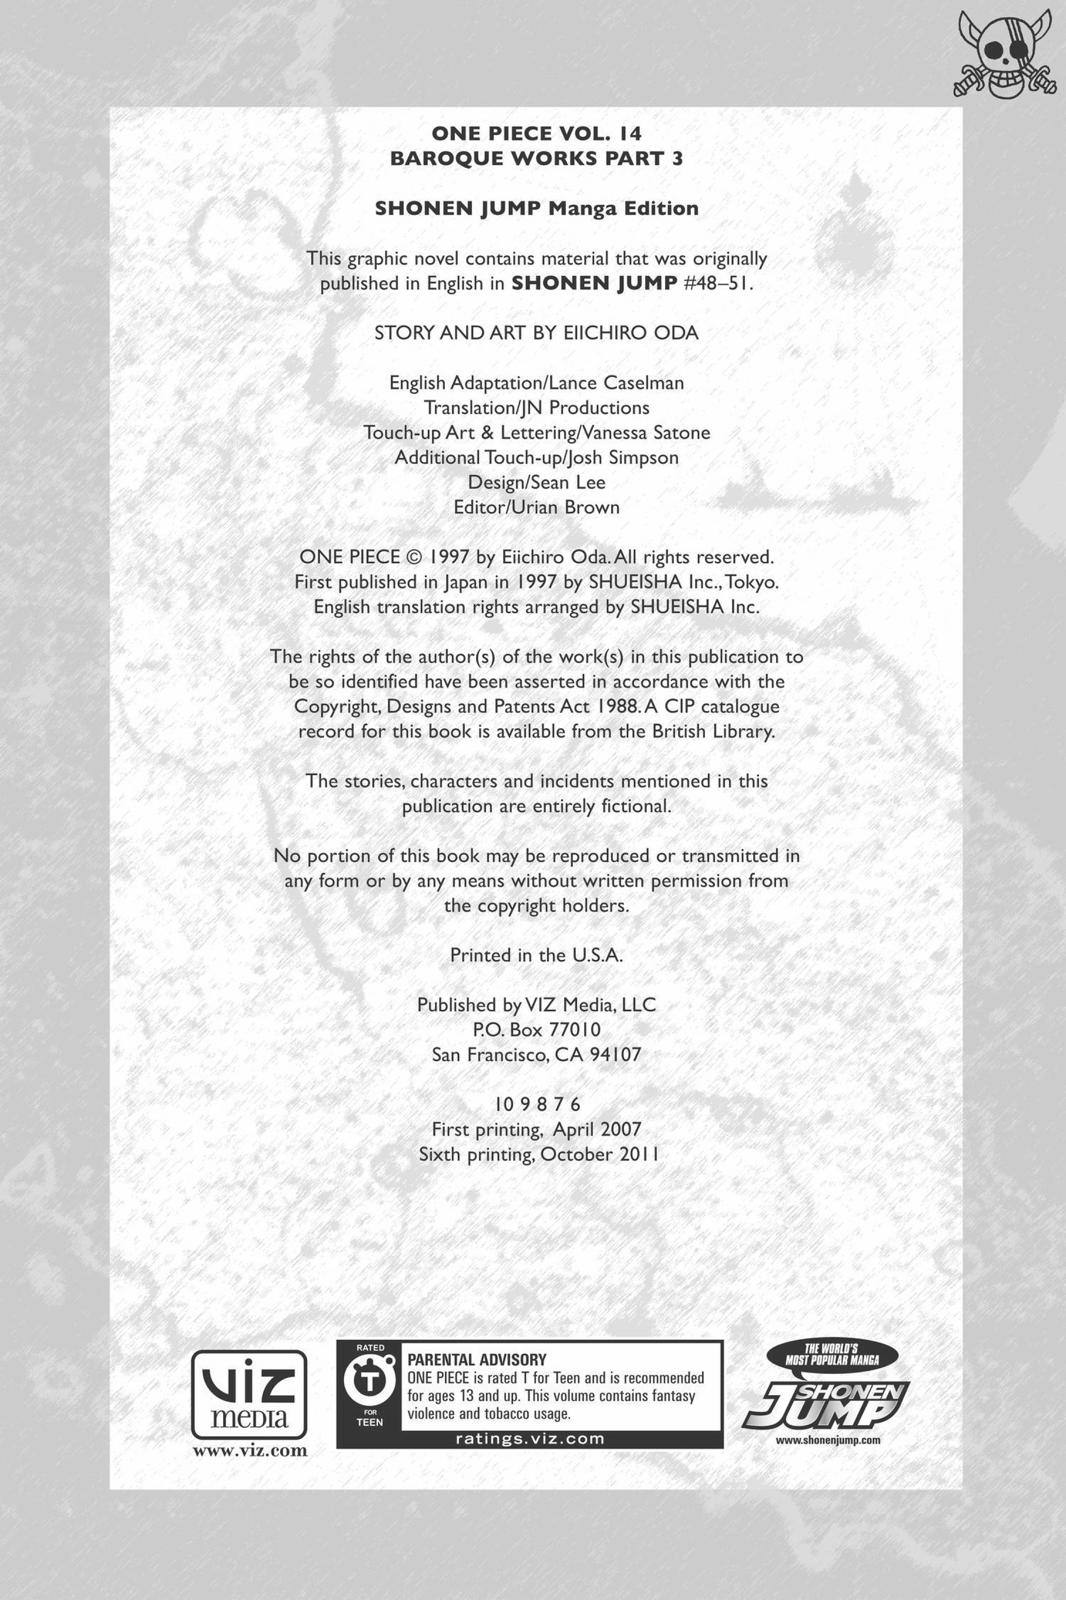 ONE PIECE VOL. 14
BAROQUE WORKS PART 3
SHONEN JUMP Manga Edition
This graphic novel contains material that was originally
published in English in SHONEN JUMP #48–51.
STORY AND ART BY EIICHIRO ODA
English Adaptation/Lance Caselman
Translation/JN Productions
Touch-up Art & Lettering/Vanessa Satone
Additional Touch-up/Josh Simpson
Design/Sean Lee
Editor/Urian Brown
ONE PIECE © 1997 by Eiichiro Oda. All rights reserved.
First published in Japan in 1997 by SHUEISHA Inc., Tokyo.
English translation rights arranged by SHUEISHA Inc.
The rights of the author(s) of the work(s) in this publication to
be so identified have been asserted in accordance with the
Copyright, Designs and Patents Act 1988. A CIP catalogue
record for this book is available from the British Library.
The stories, characters and incidents mentioned in this
publication are entirely fictional.
No portion of this book may be reproduced or transmitted in
any form or by any means without written permission from
the copyright holders.
Printed in the U.S.A.
Published by VIZ Media, LLC
P.O. Box 77010
San Francisco, CA 94107
10 9 8 7 6
First printing, April 2007
Sixth printing, October 2011
VIZ
MEDIA
www.viz.com
RATED
T
FOR
TEEN
PARENTAL ADVISORY
ONE PIECE is rated T for Teen and is recommended
for ages 13 and up. This volume contains fantasy
violence and tobacco usage.
ratings.viz.com
THE WORLD'S
MOST POPULAR MANGA
SHONEN
JUMP
www.shonenjump.com